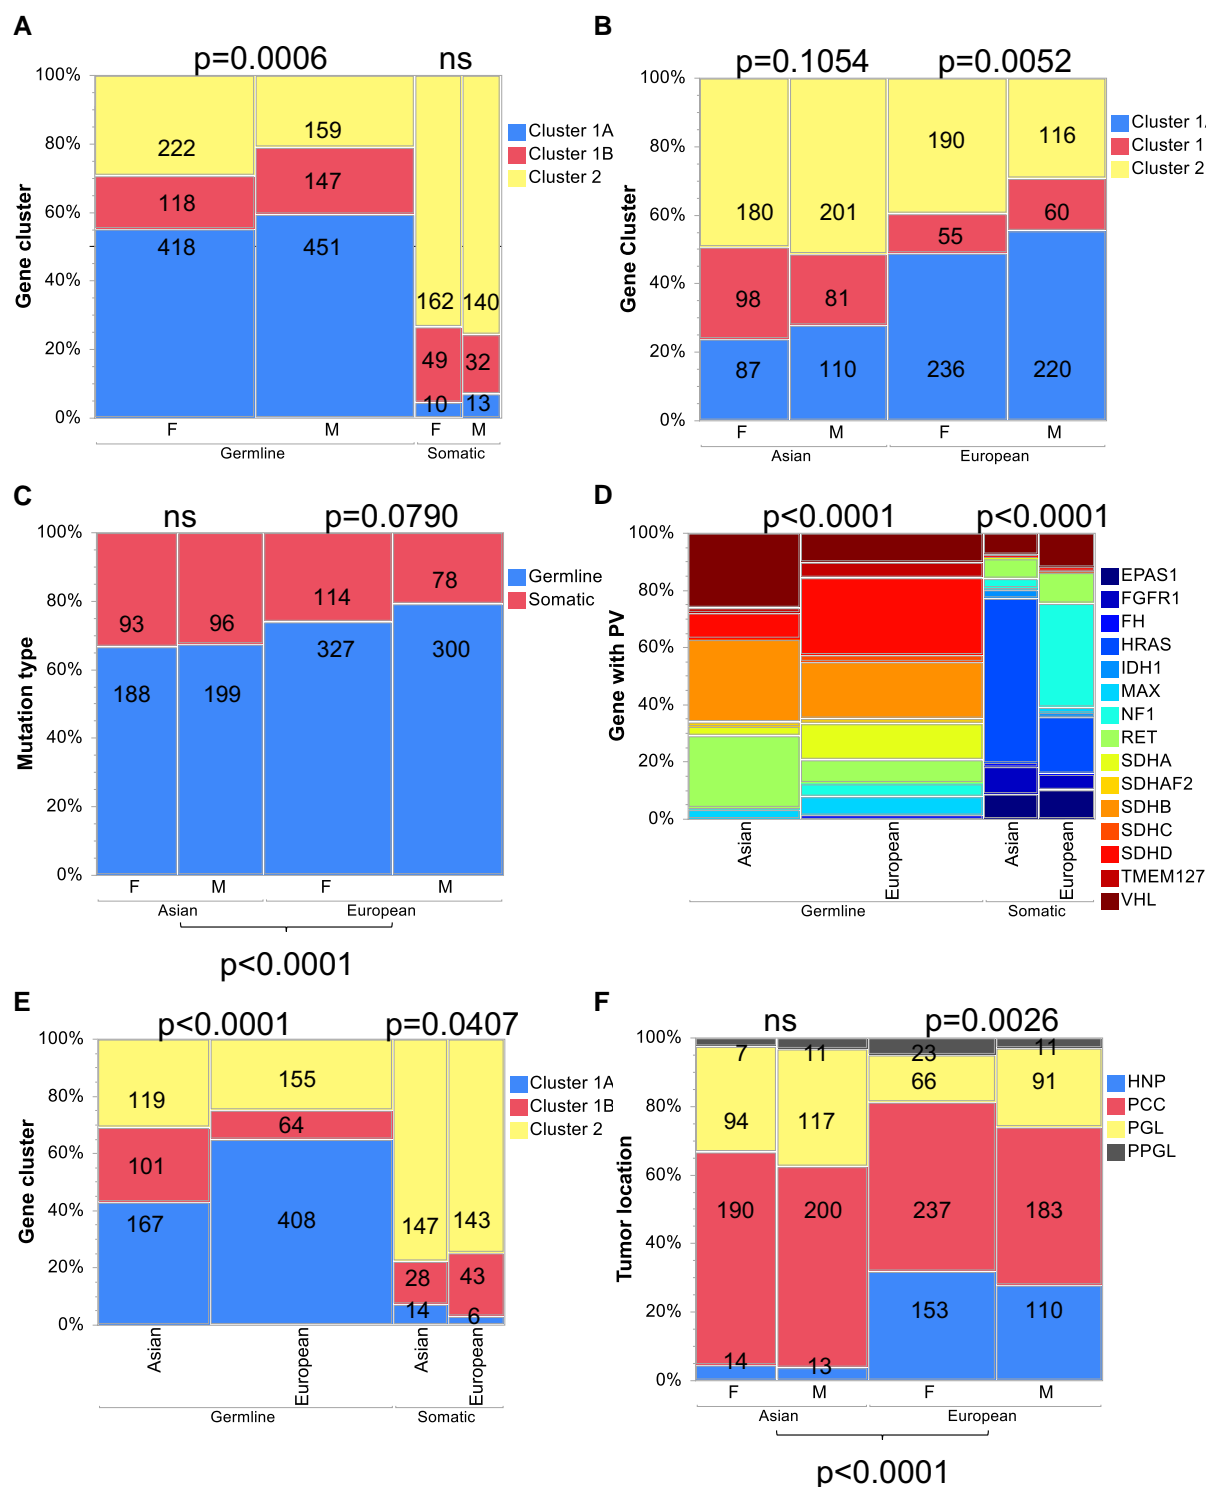 A
p=0.0006 ns
100%
80%
60%
40%
20%
0%
Gene cluster
222
118
418
159
147
451
162
49
10
140
32
13
F M F M
Germline Somatic
Cluster 1A
Cluster 1B
Cluster 2
B
p=0.1054 p=0.0052
100%
80%
60%
40%
20%
0%
Gene Cluster
180
98
87
201
81
110
190
55
236
116
60
220
F M F M
Asian European
Cluster 1
Cluster 1
Cluster 2
C
ns p=0.0790
100%
80%
60%
40%
20%
0%
Mutation type
93
188
96
199
114
327
78
300
F M F M
Asian European
p<0.0001
Germline
Somatic
D
p<0.0001 p<0.0001
100%
80%
60%
40%
20%
0%
Gene with PV
Asian European Asian European
Germline Somatic
EPAS1
FGFR1
FH
HRAS
IDH1
MAX
NF1
RET
SDHA
SDHAF2
SDHB
SDHC
SDHD
TMEM127
VHL
E
p<0.0001 p=0.0407
100%
80%
60%
40%
20%
0%
Gene cluster
119
101
167
155
64
408
147
28
14
143
43
6
Asian European Asian European
Germline Somatic
Cluster 1A
Cluster 1B
Cluster 2
F
ns p=0.0026
100%
80%
60%
40%
20%
0%
Tumor location
7
94
190
14
11
117
200
13
23
66
237
153
11
91
183
110
F M F M
Asian European
p<0.0001
HNP
PCC
PGL
PPGL